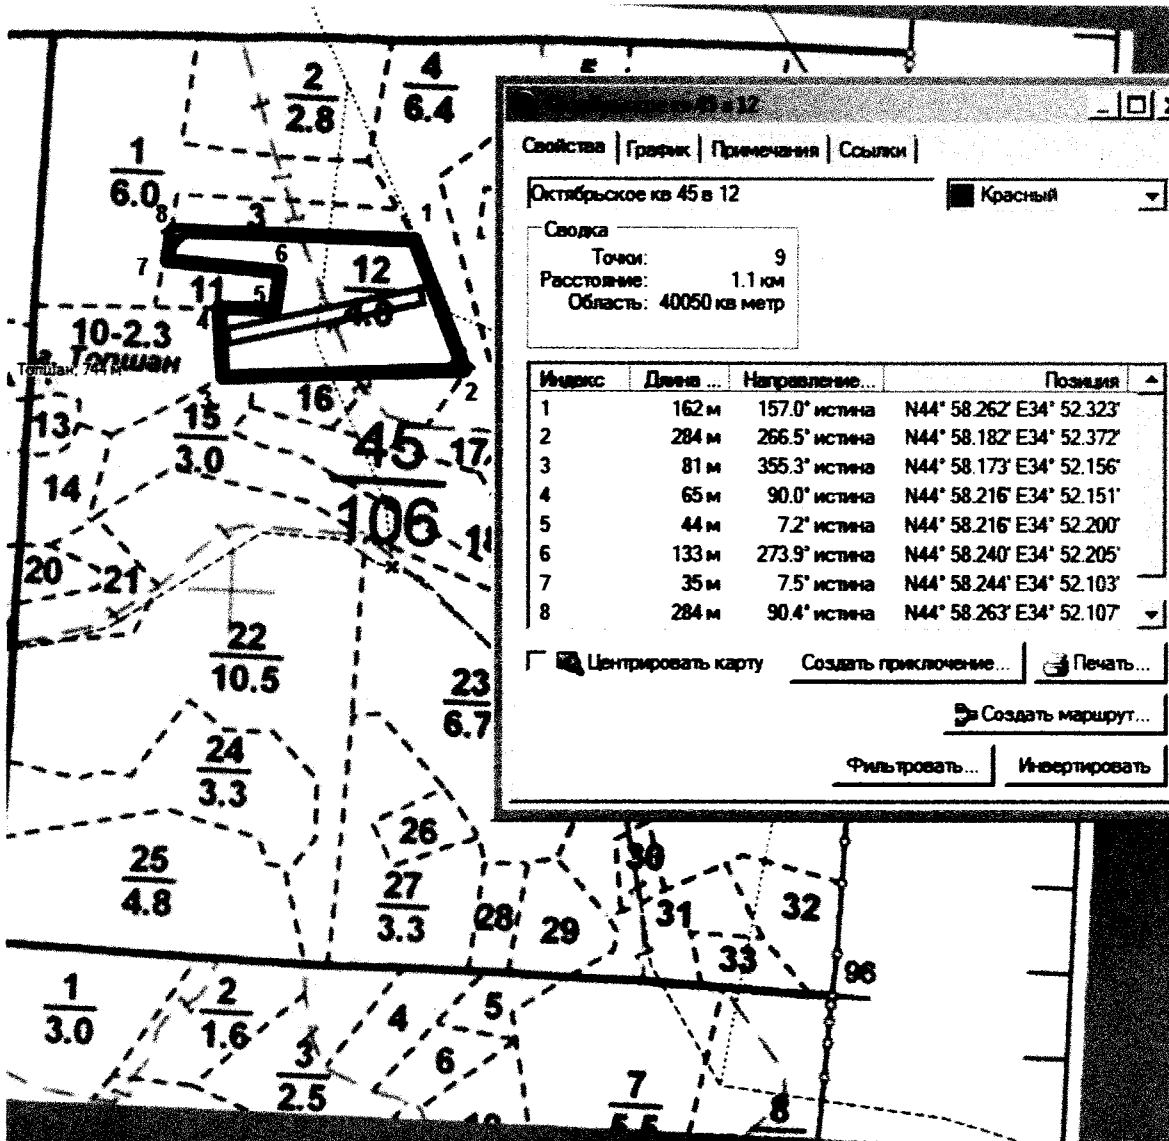 2
2.8
4
6.4
1
6.0
8
3
1
7
6
12
11
5
4
10-2.3
Топшан
Топшан, 744 м
2
16
13
15
3.0
45
106
17
14
20
21
22
10.5
23
6.7
24
3.3
26
25
4.8
27
3.3
28
29
30
31
32
33
96
1
3.0
2
1.6
4
5
3
2.5
6
7
5.5
8
Свойства График Примечания Ссылки
Октябрьское кв 45 в 12 Красный
Сводка
Точки: 9
Расстояние: 1.1 км
Область: 40050 кв метр
Индекс Длина ... Направление... Позиция
1 162 м 157.0° истина N44° 58.262' E34° 52.323'
2 284 м 266.5° истина N44° 58.182' E34° 52.372'
3 81 м 355.3° истина N44° 58.173' E34° 52.156'
4 65 м 90.0° истина N44° 58.216' E34° 52.151'
5 44 м 7.2° истина N44° 58.216' E34° 52.200'
6 133 м 273.9° истина N44° 58.240' E34° 52.205'
7 35 м 7.5° истина N44° 58.244' E34° 52.103'
8 284 м 90.4° истина N44° 58.263' E34° 52.107'
Центрировать карту Создать приключение... Печать...
Создать маршрут...
Фильтровать... Инвертировать